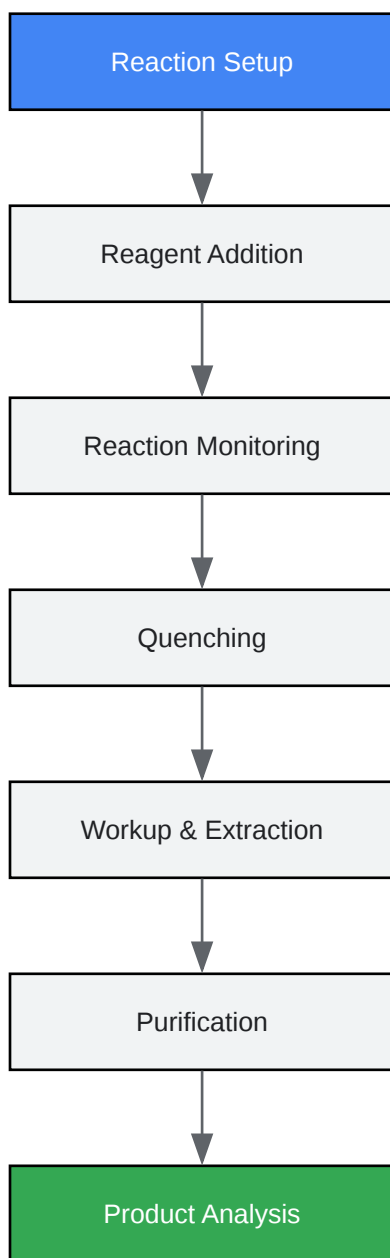 Reaction Setup
Reagent Addition
Reaction Monitoring
Quenching
Workup & Extraction
Purification
Product Analysis